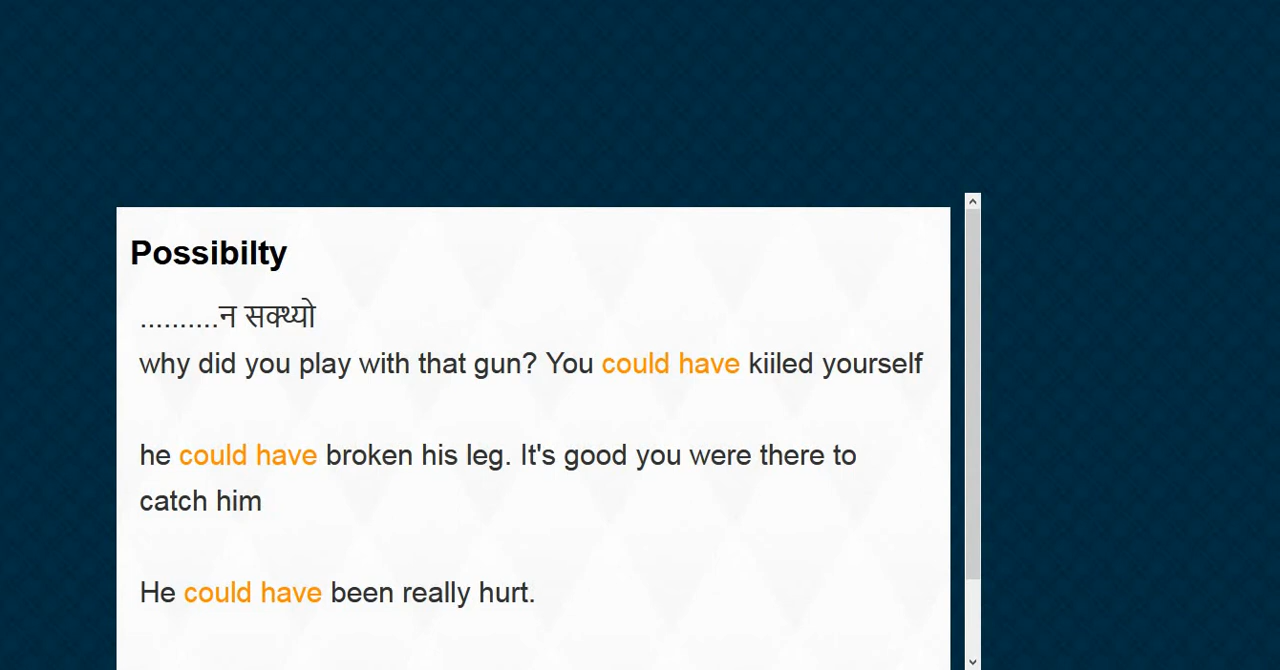 Possibilty
..........न सक्थ्यो
why did you play with that gun? You could have kiiled yourself
he could have broken his leg. It's good you were there to
catch him
He could have been really hurt.